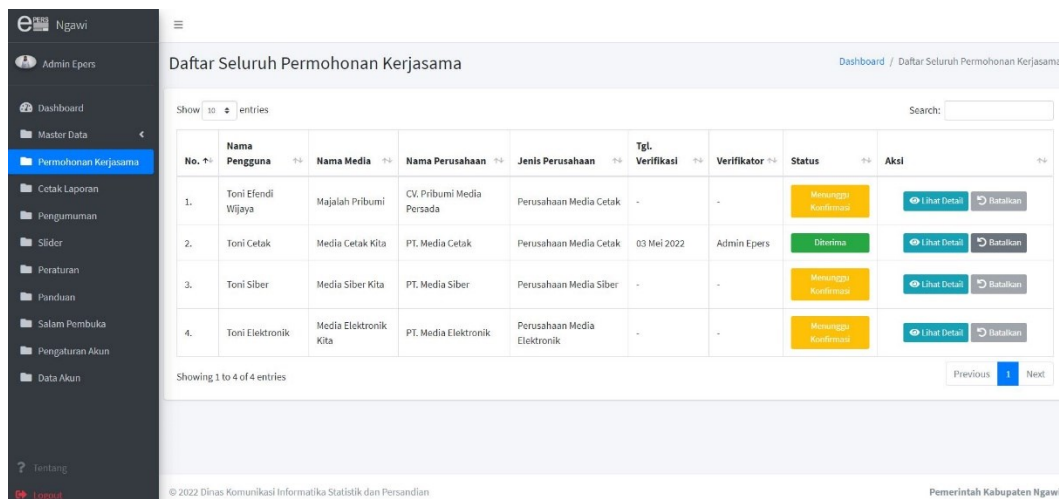 ePERS Ngawi
Admin Epers
Dashboard
Master Data
Permohonan Kerjasama
Cetak Laporan
Pengumuman
Slider
Peraturan
Panduan
Salam Pembuka
Pengaturan Akun
Data Akun
Tentang
Logout
Daftar Seluruh Permohonan Kerjasama
Dashboard / Daftar Seluruh Permohonan Kerjasama
Show 10 entries
Search:
No. Nama Pengguna Nama Media Nama Perusahaan Jenis Perusahaan Tgl. Verifikasi Verifikator Status Aksi
1. Toni Efendi Wijaya Majalah Pribumi CV. Pribumi Media Persada Perusahaan Media Cetak - - Menunggu Konfirmasi Lihat Detail Batalkan
2. Toni Cetak Media Cetak Kita PT. Media Cetak Perusahaan Media Cetak 03 Mei 2022 Admin Epers Diterima Lihat Detail Batalkan
3. Toni Siber Media Siber Kita PT. Media Siber Perusahaan Media Siber - - Menunggu Konfirmasi Lihat Detail Batalkan
4. Toni Elektronik Media Elektronik Kita PT. Media Elektronik Perusahaan Media Elektronik - - Menunggu Konfirmasi Lihat Detail Batalkan
Showing 1 to 4 of 4 entries
Previous 1 Next
© 2022 Dinas Komunikasi Informatika Statistik dan Persandian
Pemerintah Kabupaten Ngawi